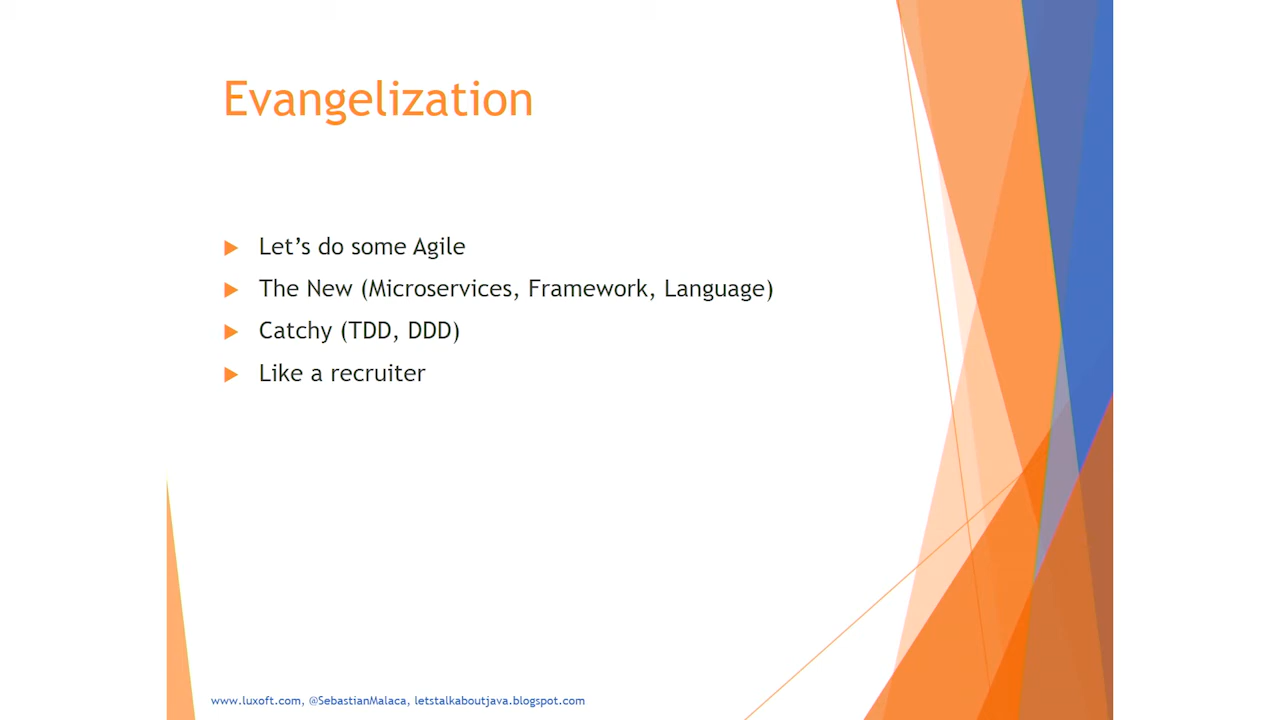 Evangelization
Let’s do some Agile
The New (Microservices, Framework, Language)
Catchy (TDD, DDD)
Like a recruiter
www.luxoft.com, @SebastianMalaca, letstalkaboutjava.blogspot.com